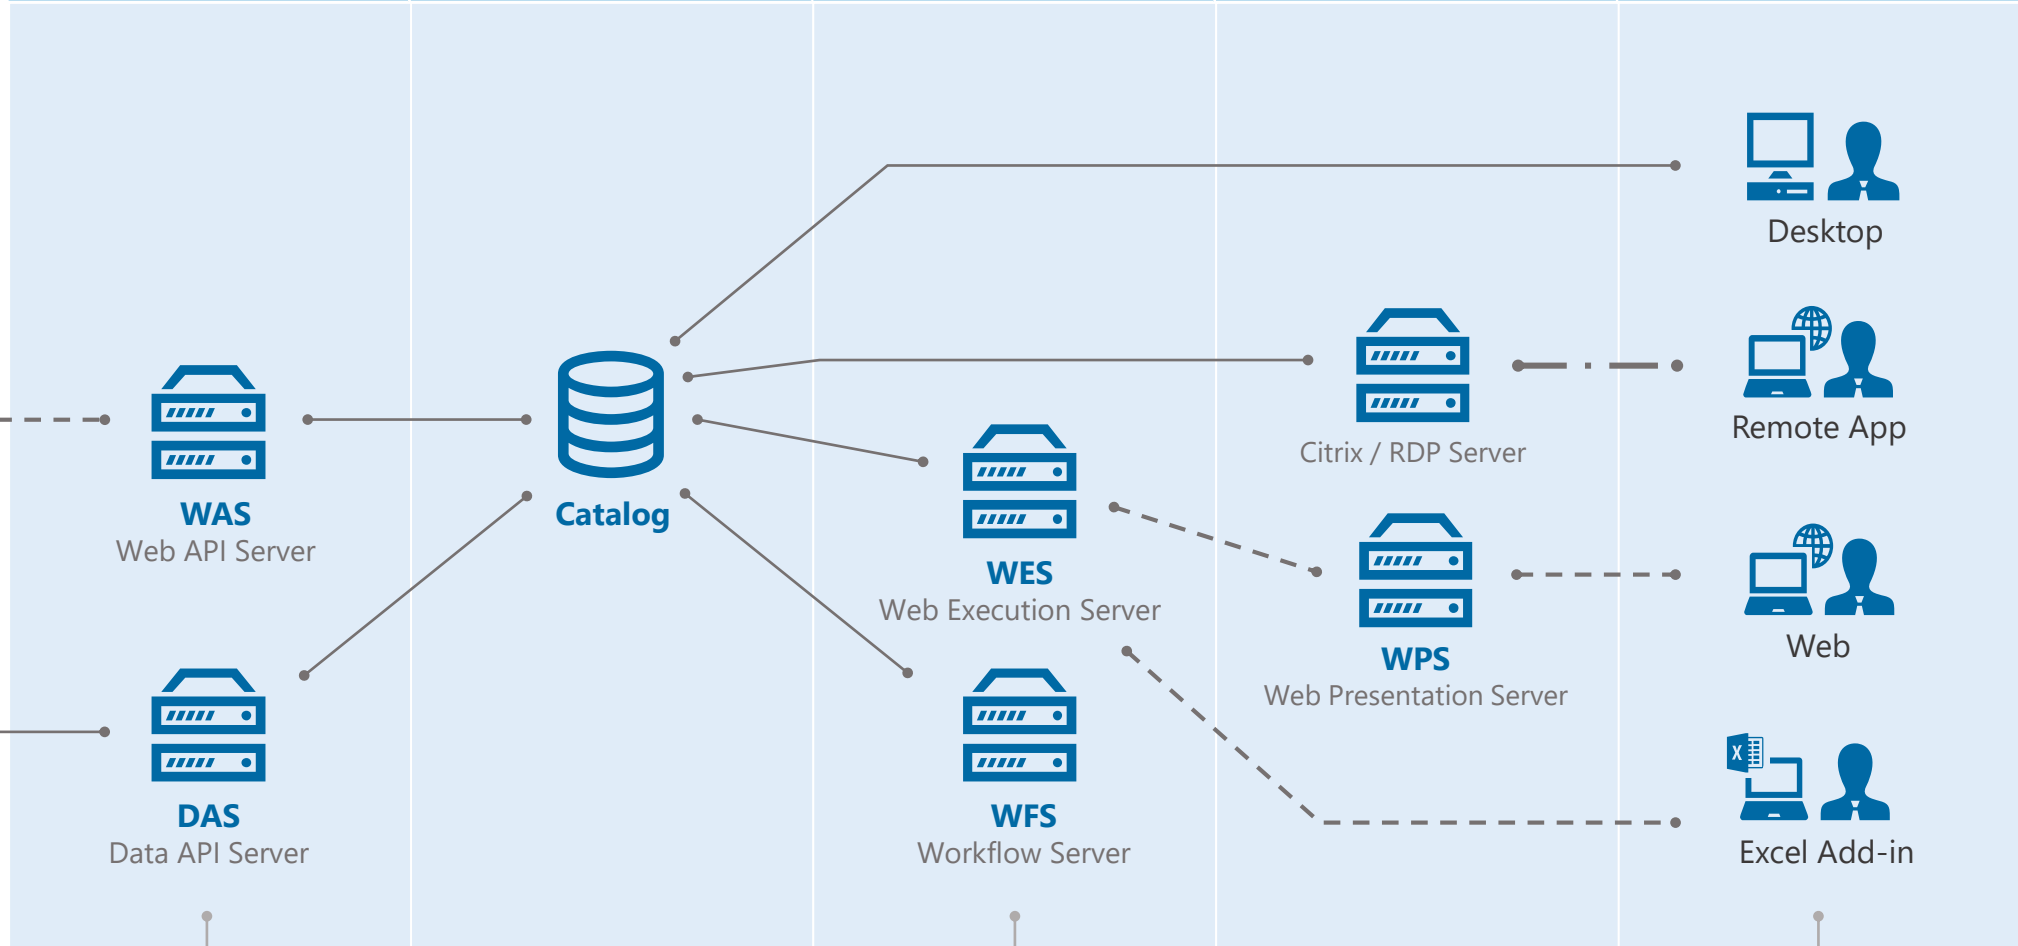 Desktop
Citrix / RDP Server
Remote App
WAS
Web API Server
Catalog
WES
Web Execution Server
WPS
Web Presentation Server
Web
DAS
Data API Server
WFS
Workflow Server
X
Excel Add-in